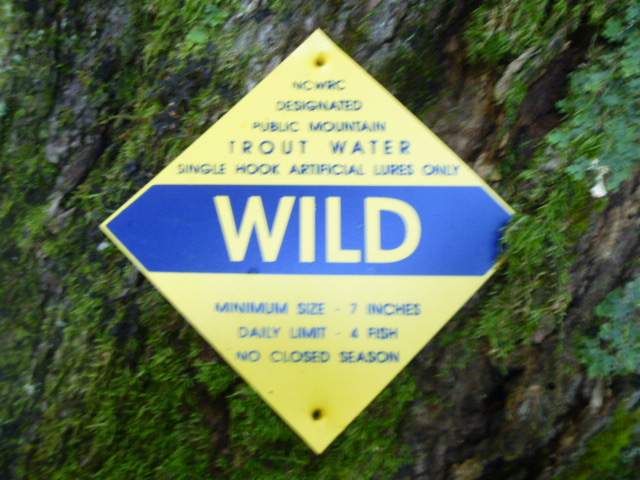 NCWRC
DESIGNATED
PUBLIC MOUNTAIN
TROUT WATER
SINGLE HOOK ARTIFICIAL LURES ONLY
WILD
MINIMUM SIZE - 7 INCHES
DAILY LIMIT - 4 FISH
NO CLOSED SEASON